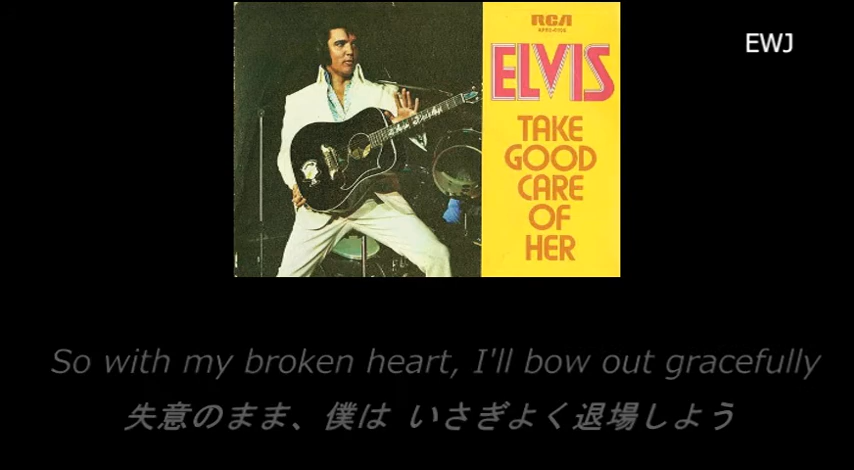 EWJ
RCA
ELVIS
TAKE
GOOD
CARE
OF
HER
So with my broken heart, I'll bow out gracefully
失意のまま、僕は いさぎよく退場しよう